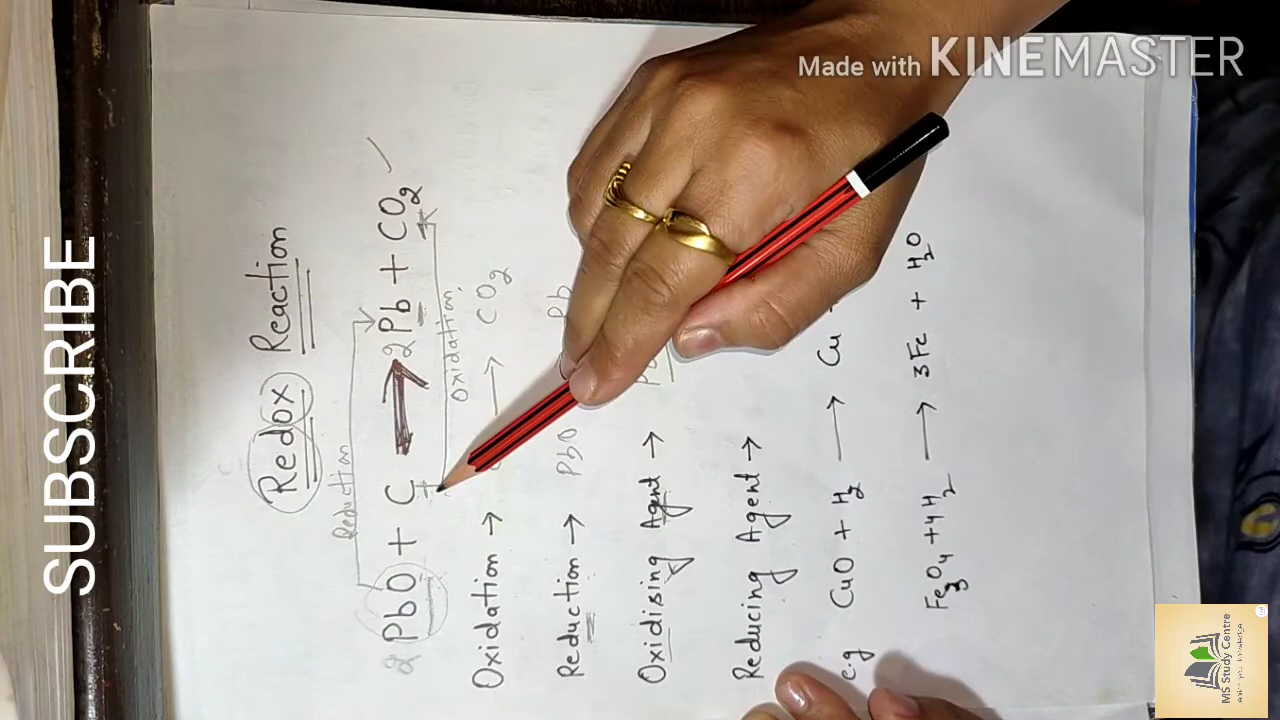 Made with KINEMASTER
SUBSCRIBE
Redox Reaction
Reduction
2PbO + C → 2Pb + CO2
Oxidation
Oxidation → → CO2
Reduction → PbO Pb
Oxidising Agent →
Reducing Agent →
e.g CuO + H2 → Cu
Fe3O4 + 4H2 → 3Fe + H2O
MS Study Centre